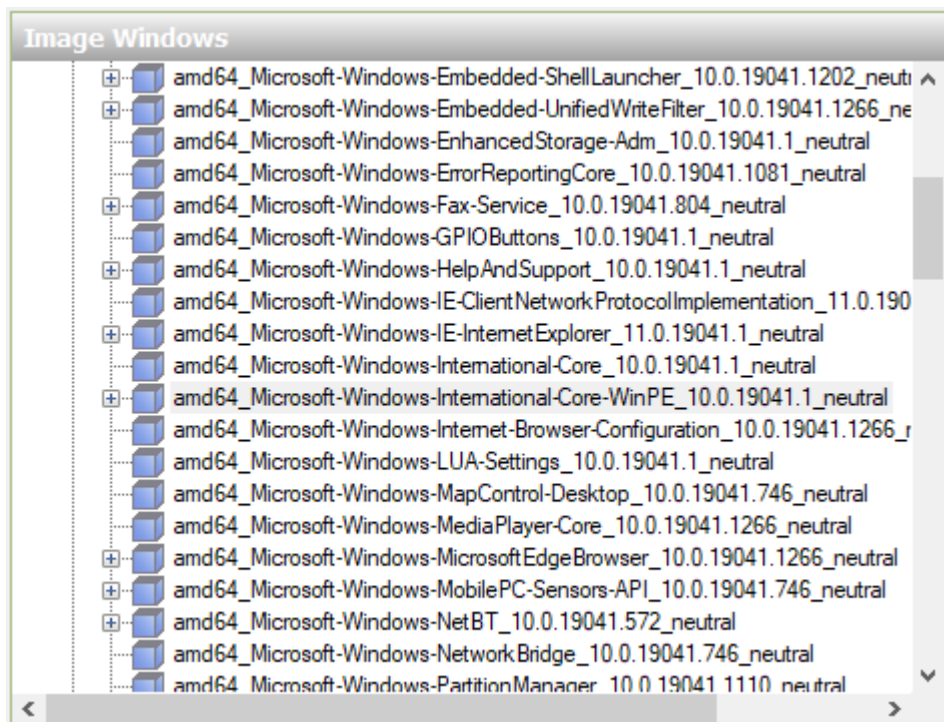 Image Windows
amd64_Microsoft-Windows-Embedded-ShellLauncher_10.0.19041.1202_neutr
amd64_Microsoft-Windows-Embedded-UnifiedWriteFilter_10.0.19041.1266_ne
amd64_Microsoft-Windows-EnhancedStorage-Adm_10.0.19041.1_neutral
amd64_Microsoft-Windows-ErrorReportingCore_10.0.19041.1081_neutral
amd64_Microsoft-Windows-Fax-Service_10.0.19041.804_neutral
amd64_Microsoft-Windows-GPIOButtons_10.0.19041.1_neutral
amd64_Microsoft-Windows-HelpAndSupport_10.0.19041.1_neutral
amd64_Microsoft-Windows-IE-ClientNetworkProtocolImplementation_11.0.190
amd64_Microsoft-Windows-IE-InternetExplorer_11.0.19041.1_neutral
amd64_Microsoft-Windows-International-Core_10.0.19041.1_neutral
amd64_Microsoft-Windows-International-Core-WinPE_10.0.19041.1_neutral
amd64_Microsoft-Windows-Internet-Browser-Configuration_10.0.19041.1266_r
amd64_Microsoft-Windows-LUA-Settings_10.0.19041.1_neutral
amd64_Microsoft-Windows-MapControl-Desktop_10.0.19041.746_neutral
amd64_Microsoft-Windows-MediaPlayer-Core_10.0.19041.1266_neutral
amd64_Microsoft-Windows-MicrosoftEdgeBrowser_10.0.19041.1266_neutral
amd64_Microsoft-Windows-MobilePC-Sensors-API_10.0.19041.746_neutral
amd64_Microsoft-Windows-NetBT_10.0.19041.572_neutral
amd64_Microsoft-Windows-NetworkBridge_10.0.19041.746_neutral
amd64_Microsoft-Windows-PartitionManager_10.0.19041.1110_neutral